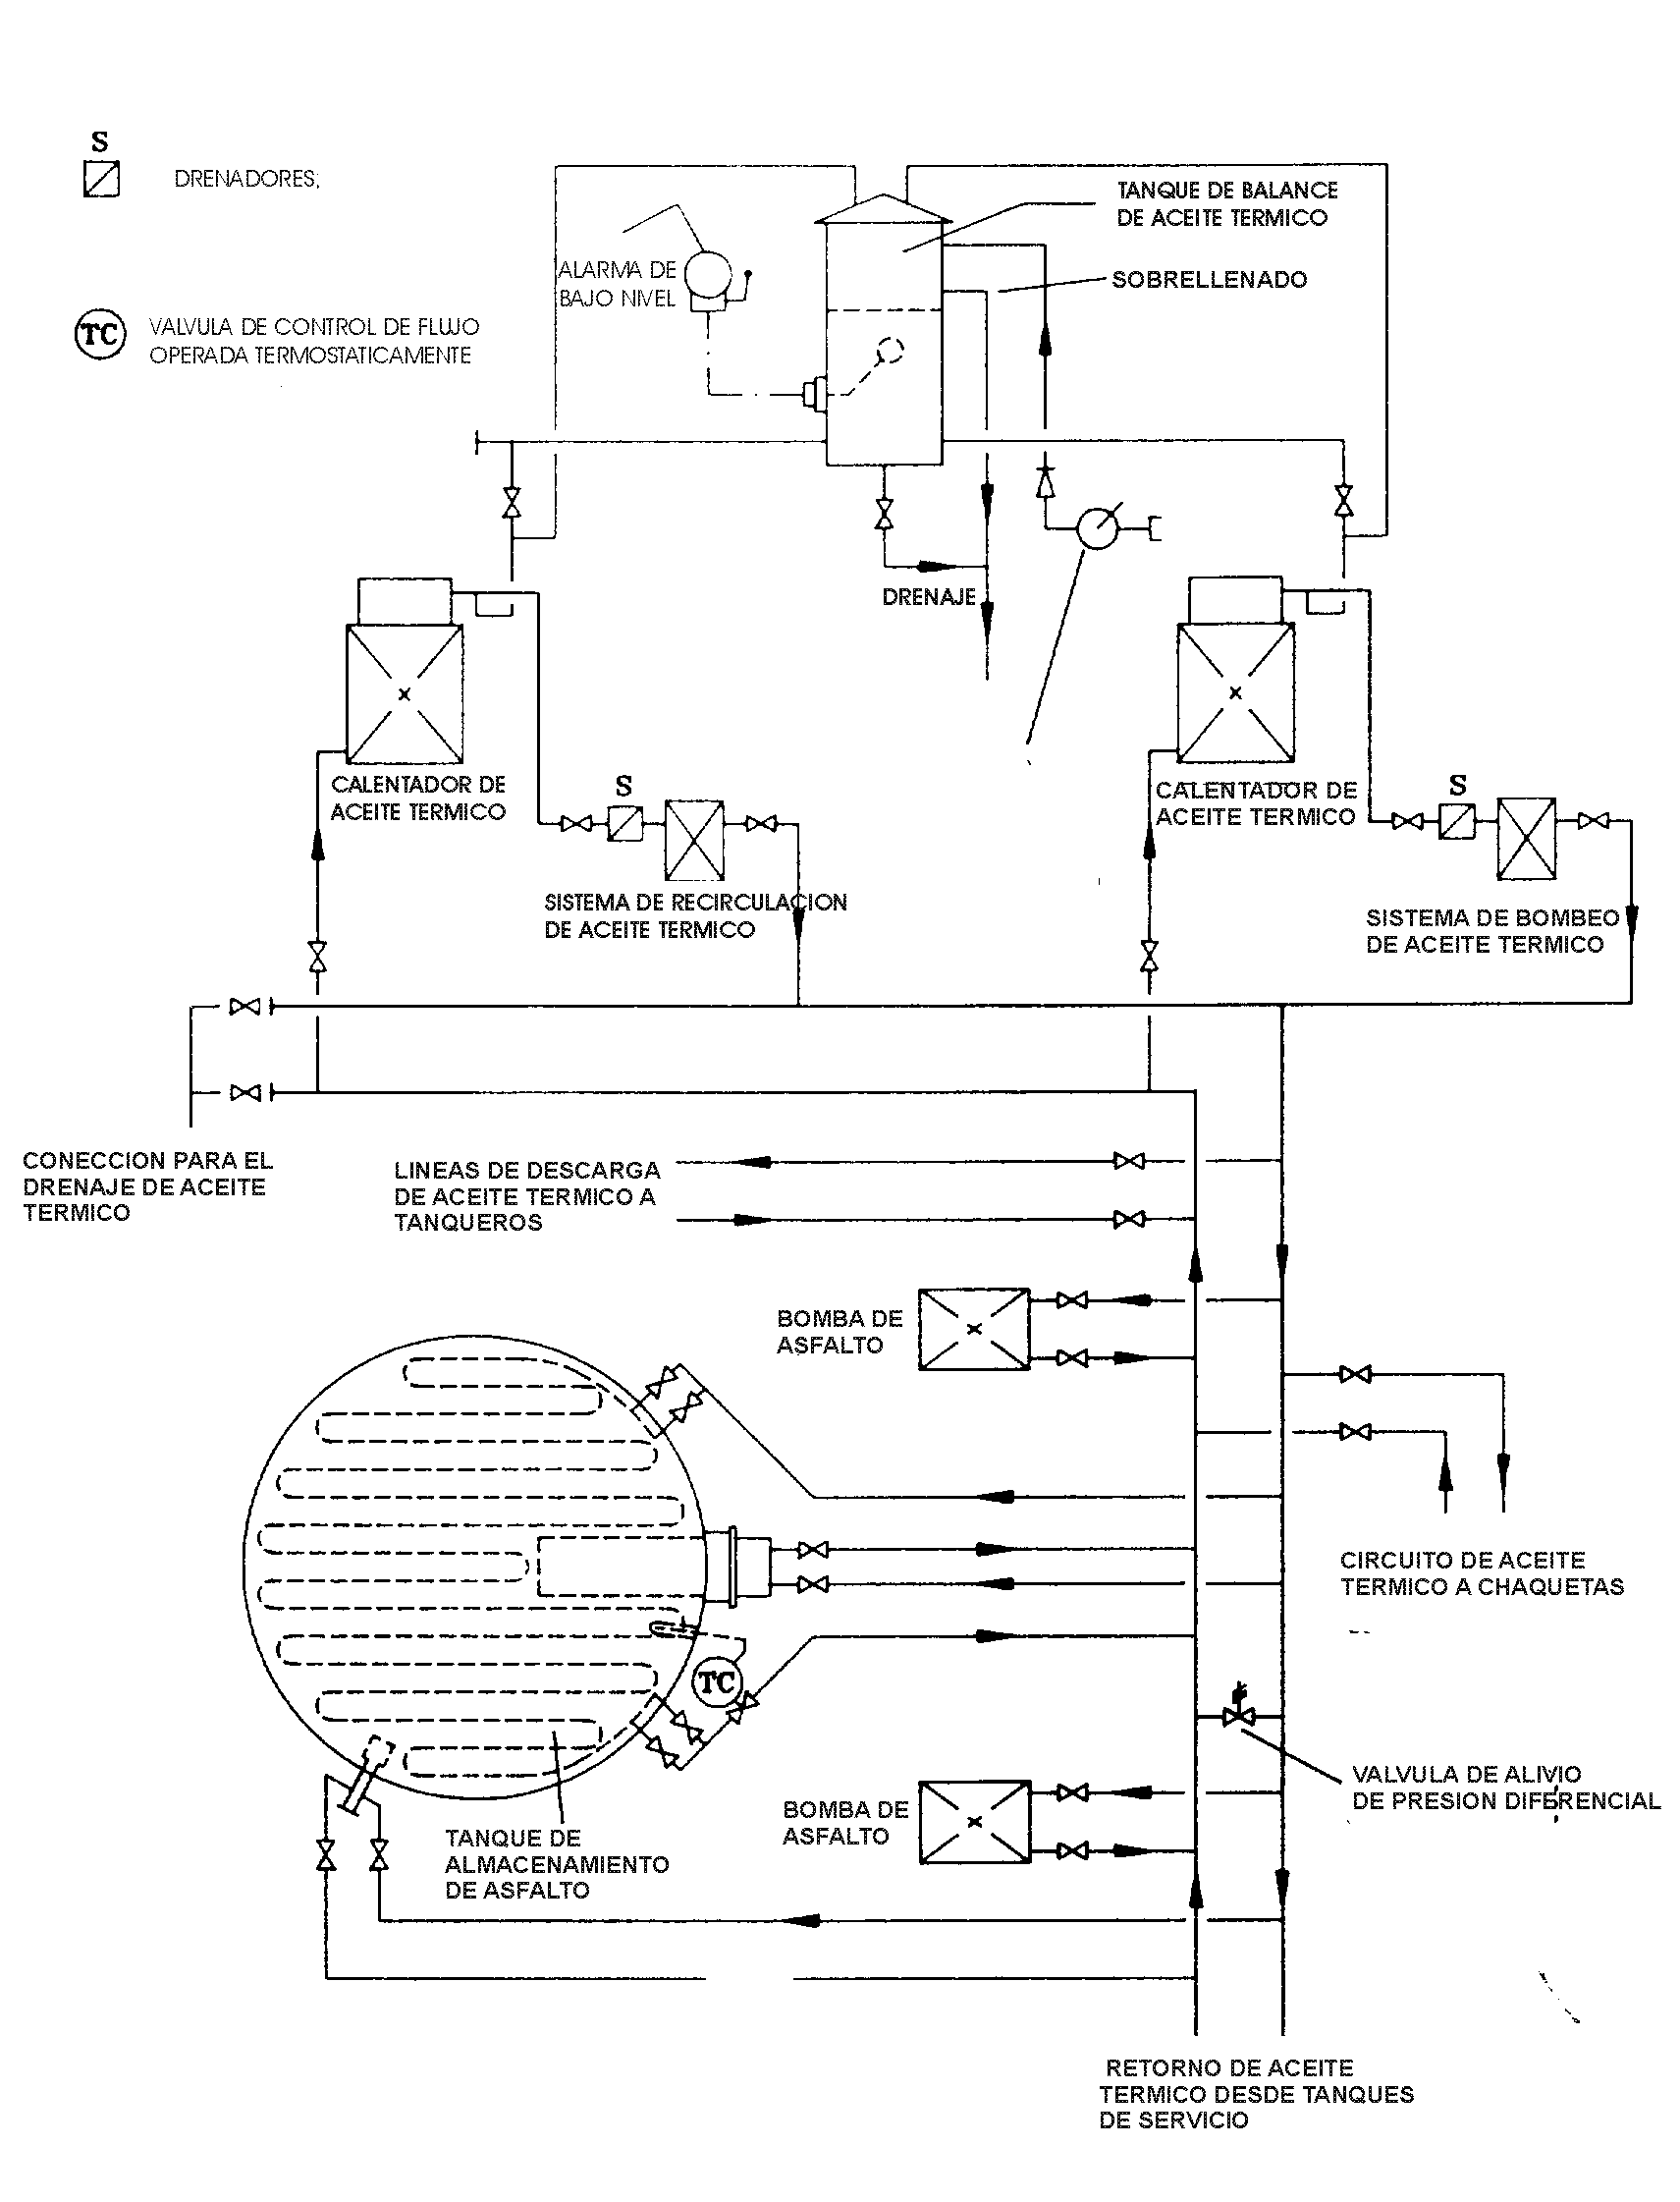 S
DRENADORES;
TC
VALVULA DE CONTROL DE FLUJO
OPERADA TERMOSTATICAMENTE
ALARMA DE
BAJO NIVEL
TANQUE DE BALANCE
DE ACEITE TERMICO
SOBRELLENADO
DRENAJE
CALENTADOR DE
ACEITE TERMICO
S
SISTEMA DE RECIRCULACION
DE ACEITE TERMICO
CALENTADOR DE
ACEITE TERMICO
S
SISTEMA DE BOMBEO
DE ACEITE TERMICO
CONECCION PARA EL
DRENAJE DE ACEITE
TERMICO
LINEAS DE DESCARGA
DE ACEITE TERMICO A
TANQUEROS
BOMBA DE
ASFALTO
CIRCUITO DE ACEITE
TERMICO A CHAQUETAS
TC
VALVULA DE ALIVIO
DE PRESION DIFERENCIAL
BOMBA DE
ASFALTO
TANQUE DE
ALMACENAMIENTO
DE ASFALTO
RETORNO DE ACEITE
TERMICO DESDE TANQUES
DE SERVICIO